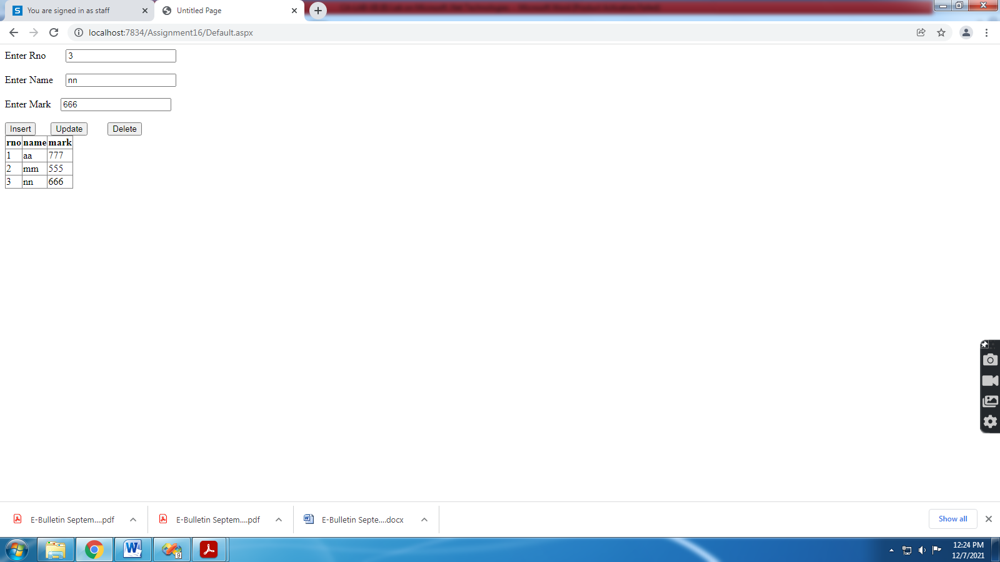 You are signed in as staff
Untitled Page
localhost:7834/Assignment16/Default.aspx
Enter Rno 3
Enter Name nn
Enter Mark 666
Insert Update Delete
rno name mark
1 aa 777
2 mm 555
3 nn 666
E-Bulletin Septem....pdf
E-Bulletin Septem....pdf
E-Bulletin Septe....docx
Show all
9
12:24 PM
12/7/2021